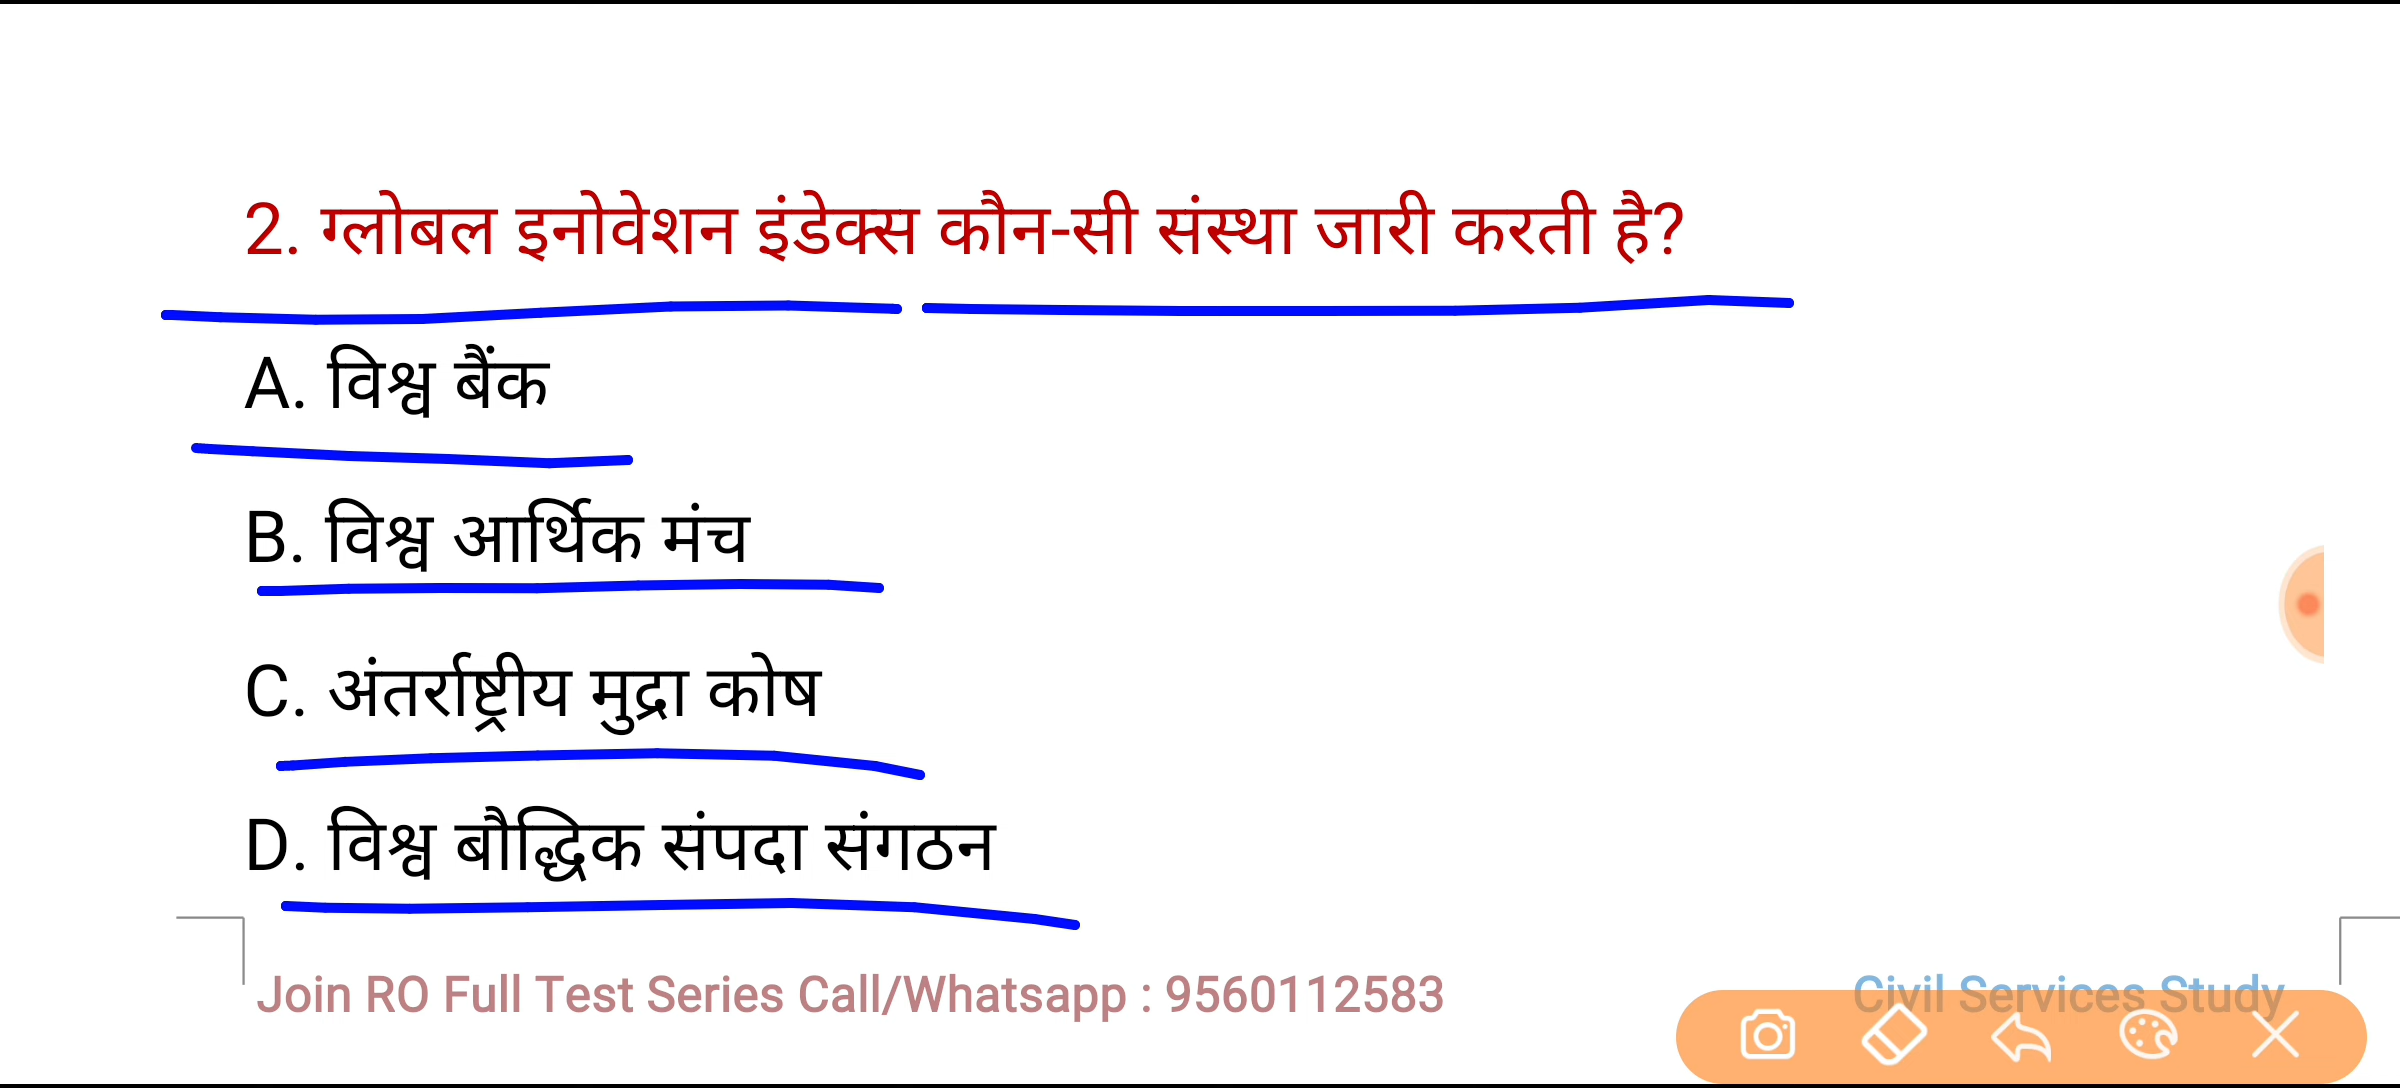 2. ग्लोबल इनोवेशन इंडेक्स कौन-सी संस्था जारी करती है?
A. विश्व बैंक
B. विश्व आर्थिक मंच
C. अंतर्राष्ट्रीय मुद्रा कोष
D. विश्व बौद्धिक संपदा संगठन
Join RO Full Test Series Call/Whatsapp : 9560112583 Civil Services Study